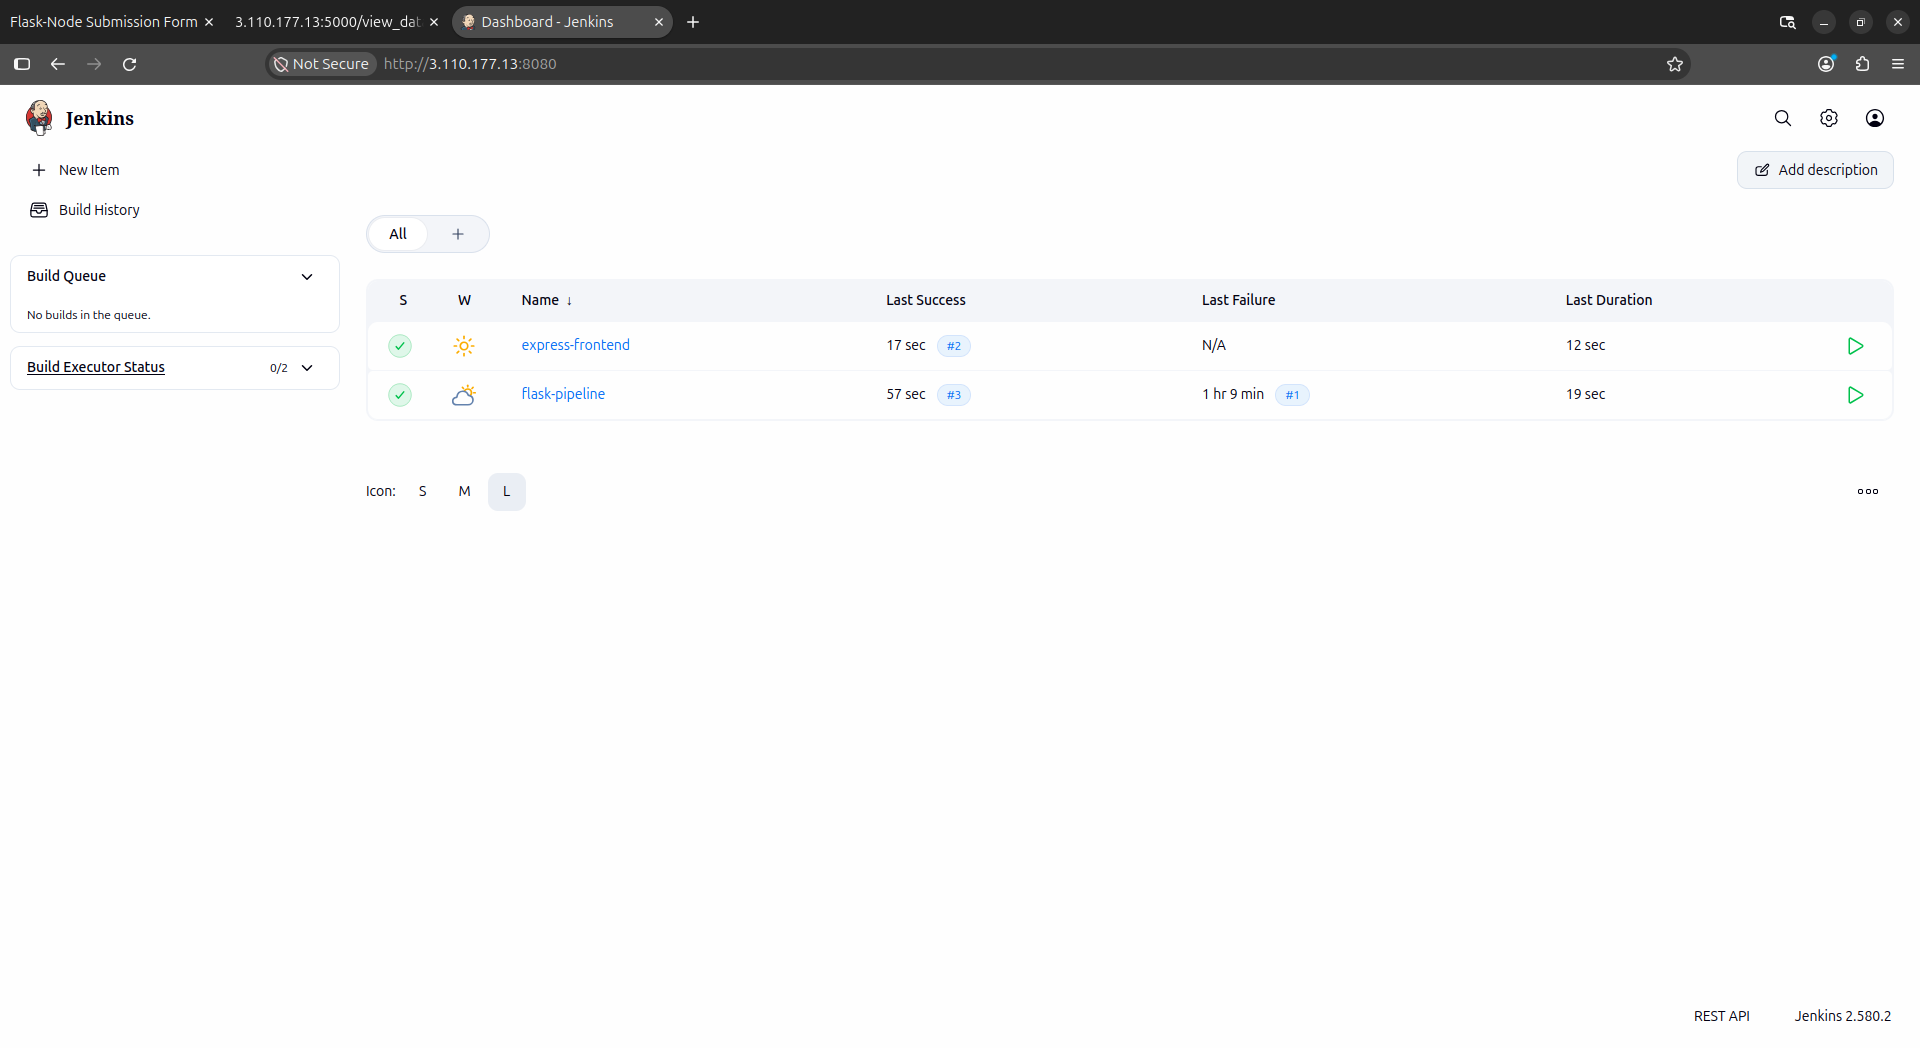 Flask-Node Submission Form
3.110.177.13:5000/view_dat
Dashboard - Jenkins
Not Secure http://3.110.177.13:8080
Jenkins
New Item
Add description
Build History
All
Build Queue
No builds in the queue.
Build Executor Status 0/2
S W Name ↓ Last Success Last Failure Last Duration
express-frontend 17 sec #2 N/A 12 sec
flask-pipeline 57 sec #3 1 hr 9 min #1 19 sec
Icon: S M L
REST API Jenkins 2.580.2